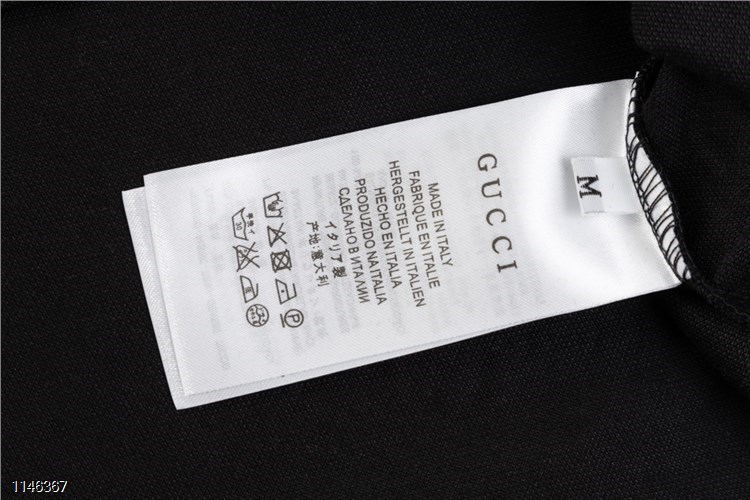 GUCCI
M
MADE IN ITALY
FABRIQUE EN ITALIE
HERGESTELLT IN ITALIEN
HECHO EN ITALIA
PRODUZIDO NA ITALIA
СДЕЛАНО В ИТАЛИИ
イタリア製
产地:意大利
P
1146367